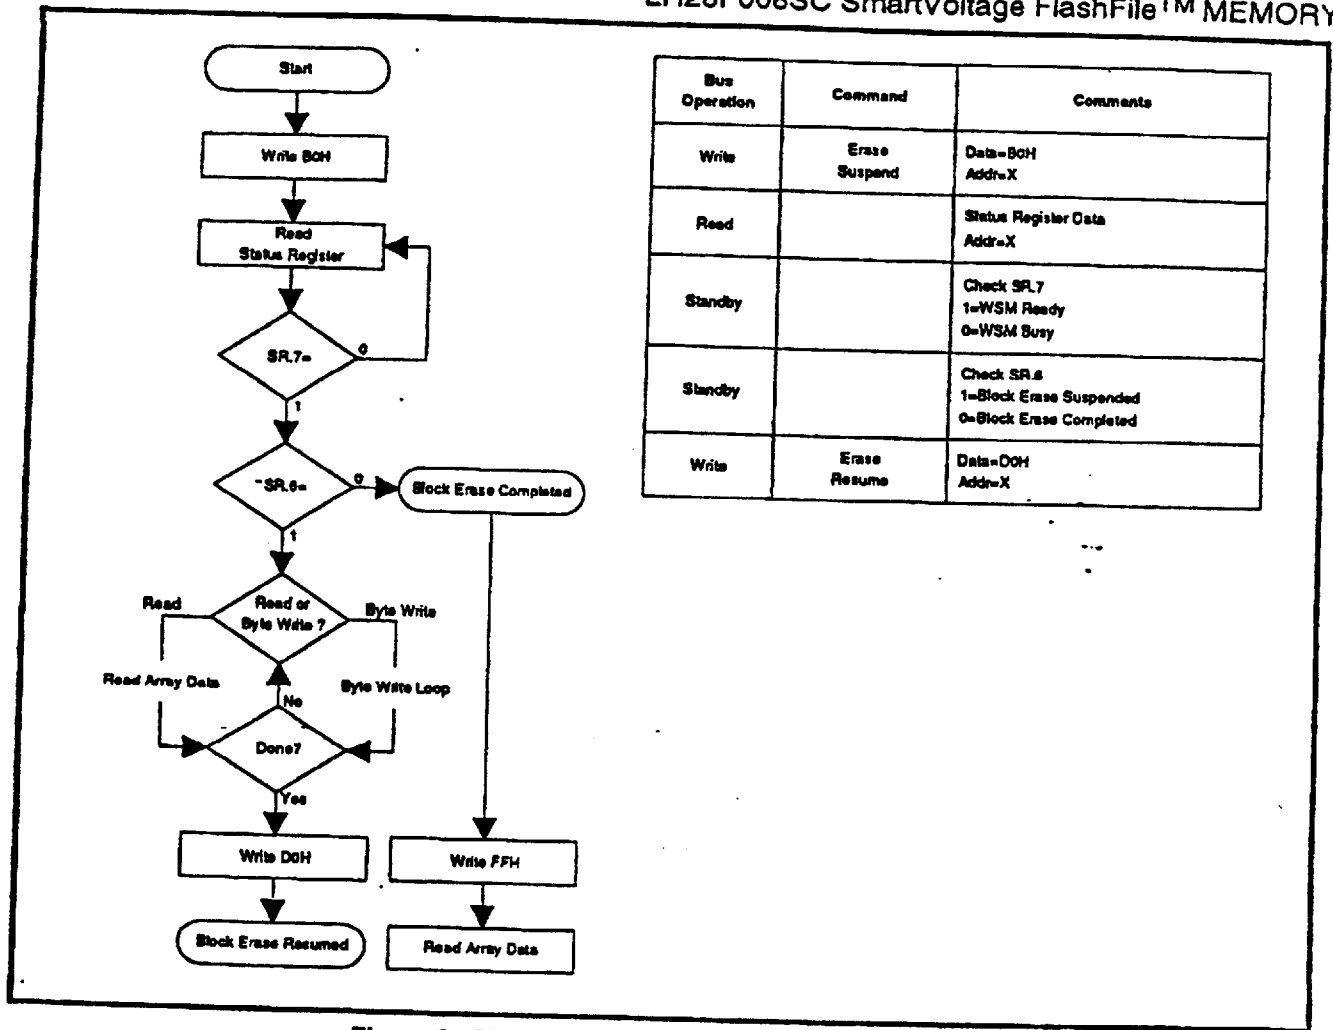 SmartVoltage FlashFile™ MEMORY
Start
Write B0H
Read
Status Register
SR.7=
0
1
SR.6=
0
Block Erase Completed
1
Read or
Byte Write ?
Read
Byte Write
Read Array Data
Byte Write Loop
No
Done?
Yes
Write D0H
Write FFH
Block Erase Resumed
Read Array Data
Bus
Operation
Command
Comments
Write
Erase
Suspend
Data=B0H
Addr=X
Read
Status Register Data
Addr=X
Standby
Check SR.7
1=WSM Ready
0=WSM Busy
Standby
Check SR.6
1=Block Erase Suspended
0=Block Erase Completed
Write
Erase
Resume
Data=D0H
Addr=X